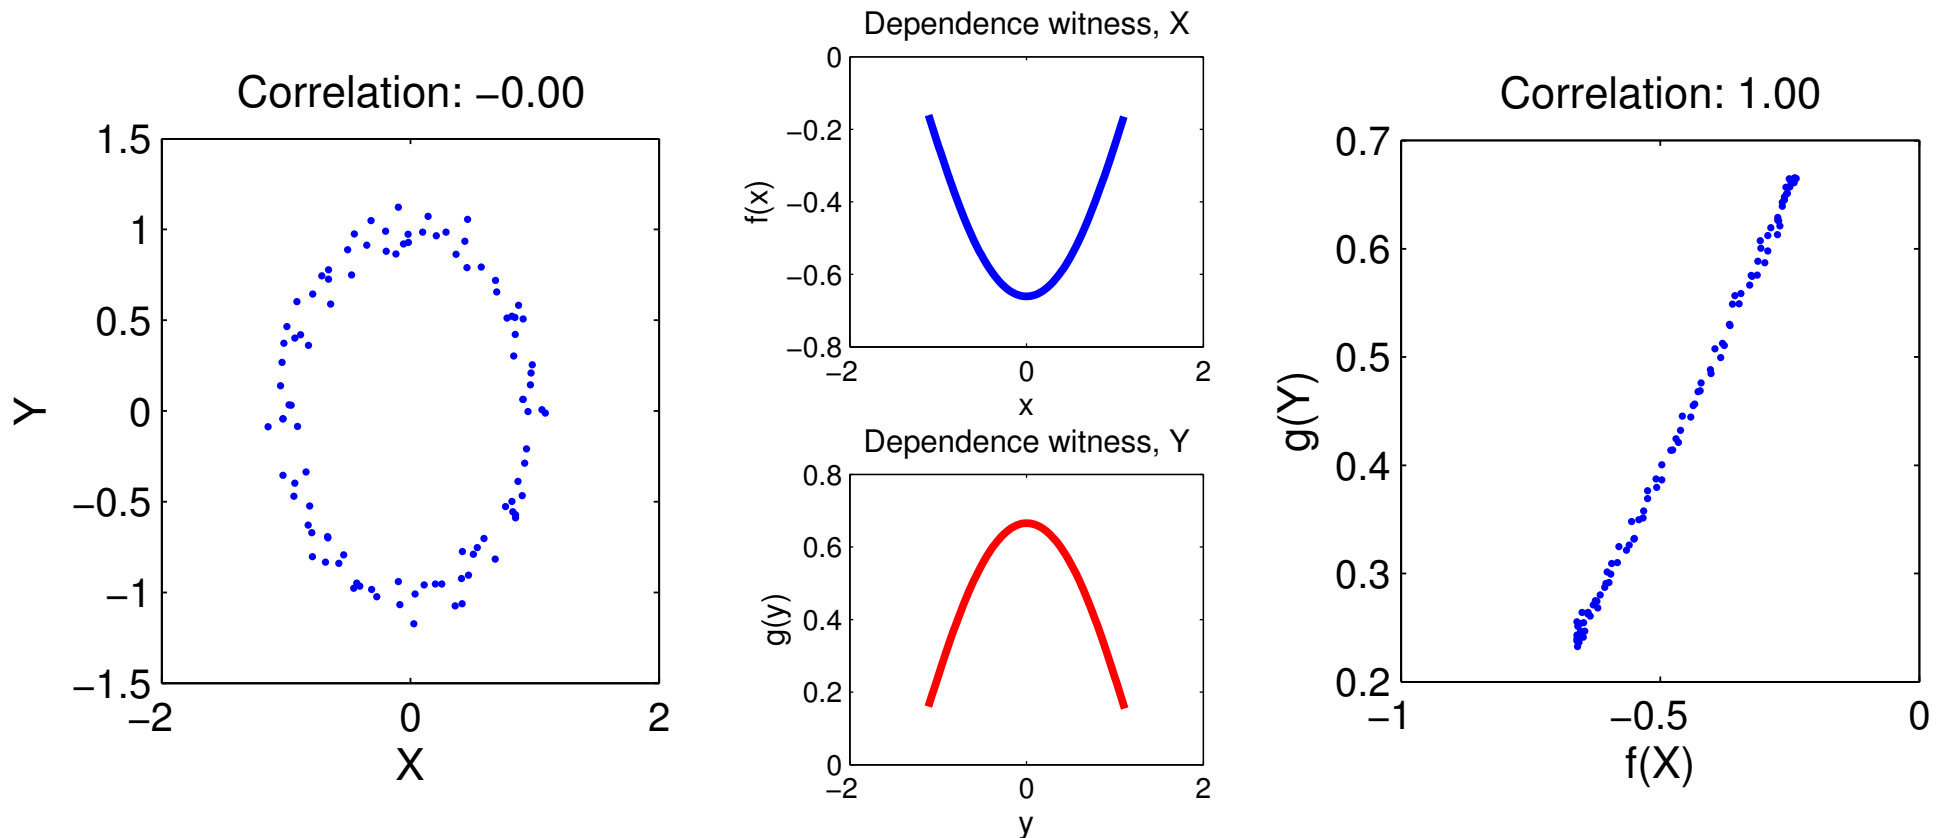 Correlation: −0.00
1.5
1
0.5
0
−0.5
−1
−1.5
−2
0
2
X
Y
Dependence witness, X
0
−0.2
−0.4
−0.6
−0.8
−2
0
2
x
f(x)
Dependence witness, Y
0.8
0.6
0.4
0.2
0
−2
0
2
y
g(y)
Correlation: 1.00
0.7
0.6
0.5
0.4
0.3
0.2
−1
−0.5
0
f(X)
g(Y)